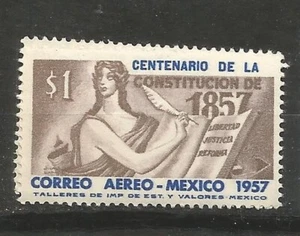 CENTENARIO DE LA
CONSTITUCION DE
1857
$1
LIBERTAD
JUSTICIA
REFORMA
CORREO AEREO-MEXICO 1957
TALLERES DE IMP. DE EST. Y VALORES-MEXICO